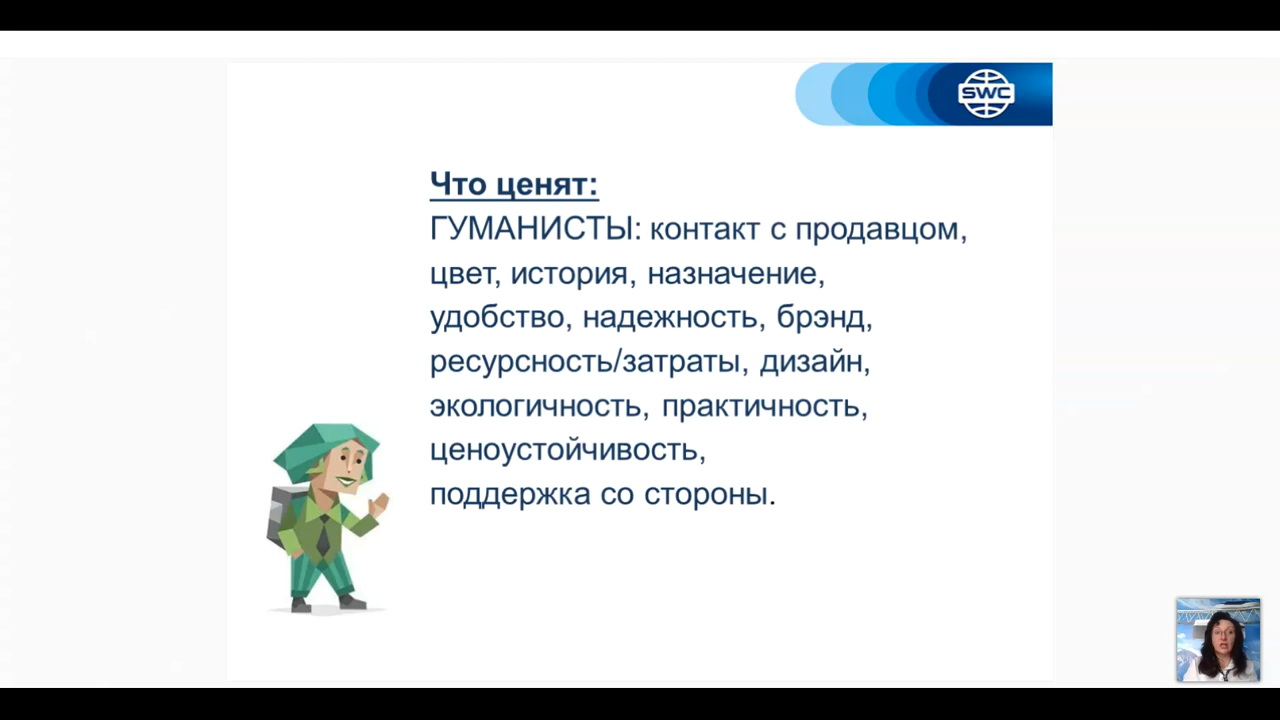 SWC
Что ценят:
ГУМАНИСТЫ: контакт с продавцом,
цвет, история, назначение,
удобство, надежность, брэнд,
ресурсность/затраты, дизайн,
экологичность, практичность,
ценоустойчивость,
поддержка со стороны.